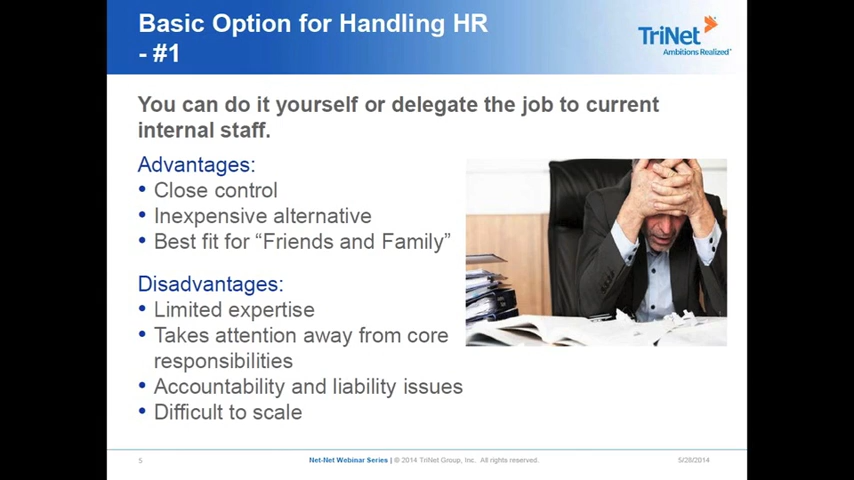 Basic Option for Handling HR
- #1
TriNet
Ambitions Realized
You can do it yourself or delegate the job to current
internal staff.
Advantages:
• Close control
• Inexpensive alternative
• Best fit for “Friends and Family”
Disadvantages:
• Limited expertise
• Takes attention away from core
responsibilities
• Accountability and liability issues
• Difficult to scale
5
Net-Net Webinar Series | © 2014 TriNet Group, Inc. All rights reserved.
5/28/2014